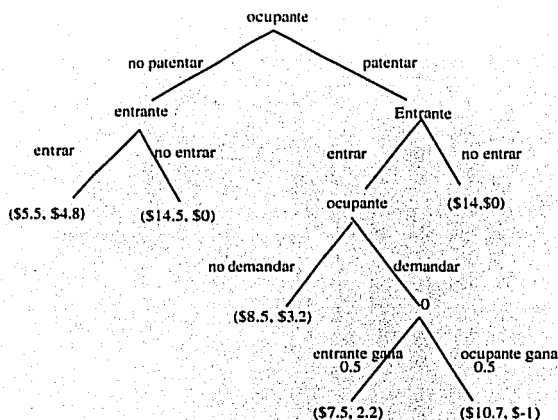 ocupante
no patentar
patentar
entrante
Entrante
entrar
no entrar
entrar
no entrar
($5.5, $4.8)
($14.5, $0)
ocupante
($14,$0)
no demandar
demandar
($8.5, $3.2)
0
entrante gana
0.5
ocupante gana
0.5
($7.5, 2.2)
($10.7, $-1)